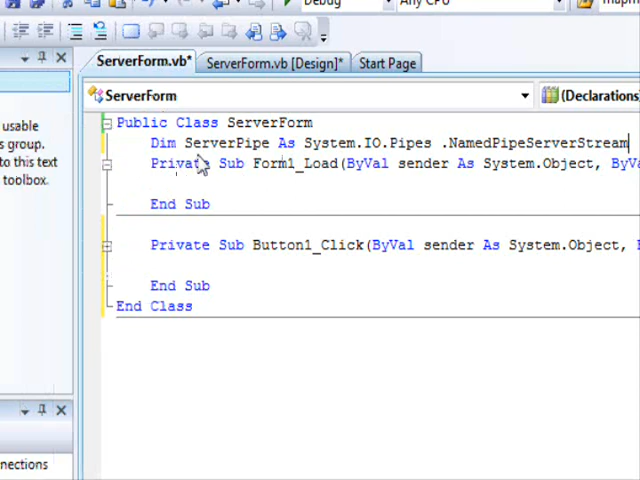 Debug
Any CPU
mapm
ServerForm.vb*
ServerForm.vb [Design]*
Start Page
ServerForm
(Declarations)
usable
s group.
to this text
toolbox.
Public Class ServerForm
Dim ServerPipe As System.IO.Pipes .NamedPipeServerStream
Private Sub Form1_Load(ByVal sender As System.Object, ByVa
End Sub
Private Sub Button1_Click(ByVal sender As System.Object,
End Sub
End Class
nections